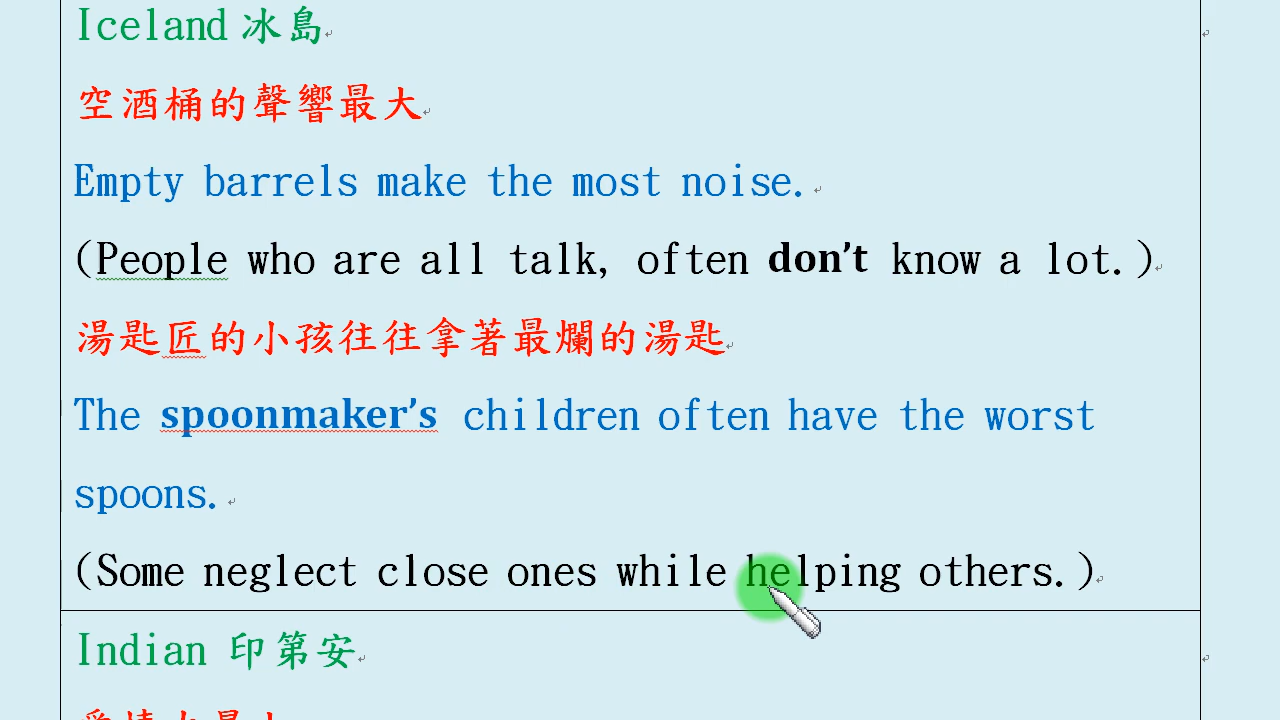 Iceland 冰島
空酒桶的聲響最大
Empty barrels make the most noise.
(People who are all talk, often don’t know a lot.)
湯匙匠的小孩往往拿著最爛的湯匙
The spoonmaker’s children often have the worst
spoons.
(Some neglect close ones while helping others.)
Indian 印第安